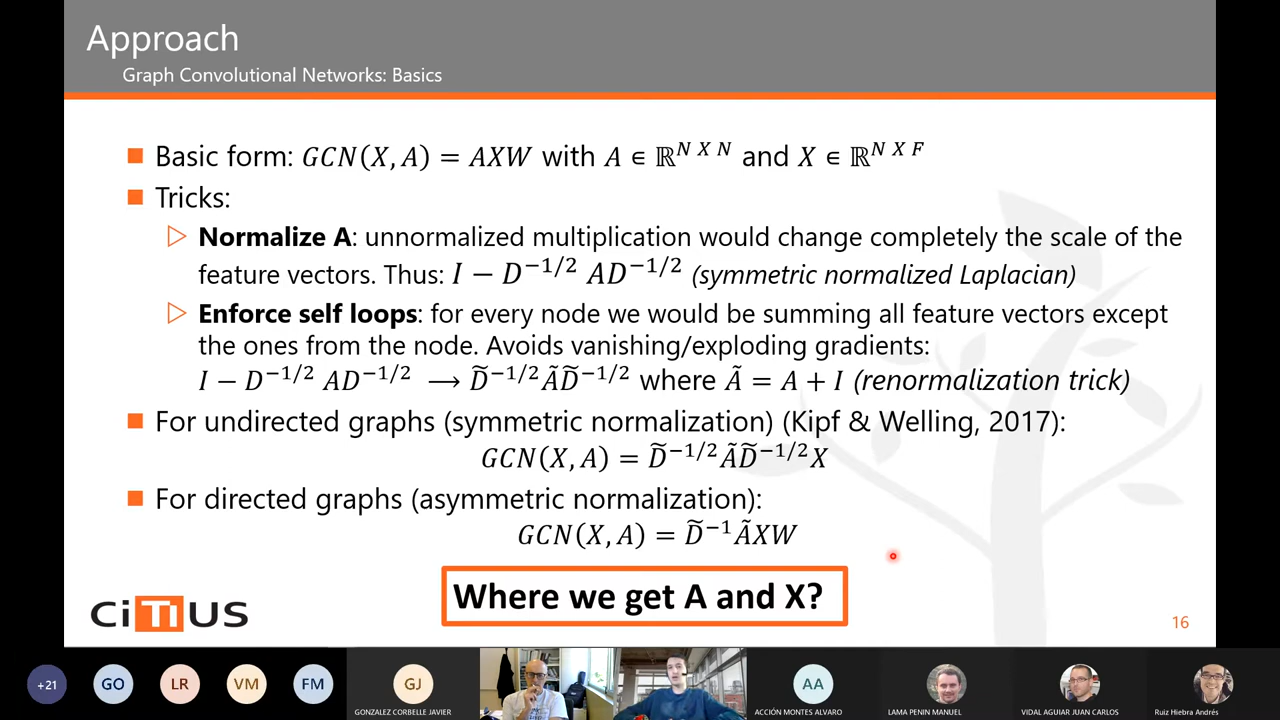 Approach
Graph Convolutional Networks: Basics
Basic form: GCN(X, A) = AXW with A ∈ ℝ^{N X N} and X ∈ ℝ^{N X F}
Tricks:
Normalize A: unnormalized multiplication would change completely the scale of the
feature vectors. Thus: I − D^{−1/2} AD^{−1/2} (symmetric normalized Laplacian)
Enforce self loops: for every node we would be summing all feature vectors except
the ones from the node. Avoids vanishing/exploding gradients:
I − D^{−1/2} AD^{−1/2} ⟶ D̃^{−1/2}ÃD̃^{−1/2} where Ã = A + I (renormalization trick)
For undirected graphs (symmetric normalization) (Kipf & Welling, 2017):
GCN(X, A) = D̃^{−1/2}ÃD̃^{−1/2}X
For directed graphs (asymmetric normalization):
GCN(X, A) = D̃^{−1}ÃXW
Where we get A and X?
CiTIUS
16
+21
GO
LR
VM
FM
GJ
AA
GONZALEZ CORBELLE JAVIER
ACCIÓN MONTES ALVARO
LAMA PENIN MANUEL
VIDAL AGUIAR JUAN CARLOS
Ruiz Hiebra Andrés